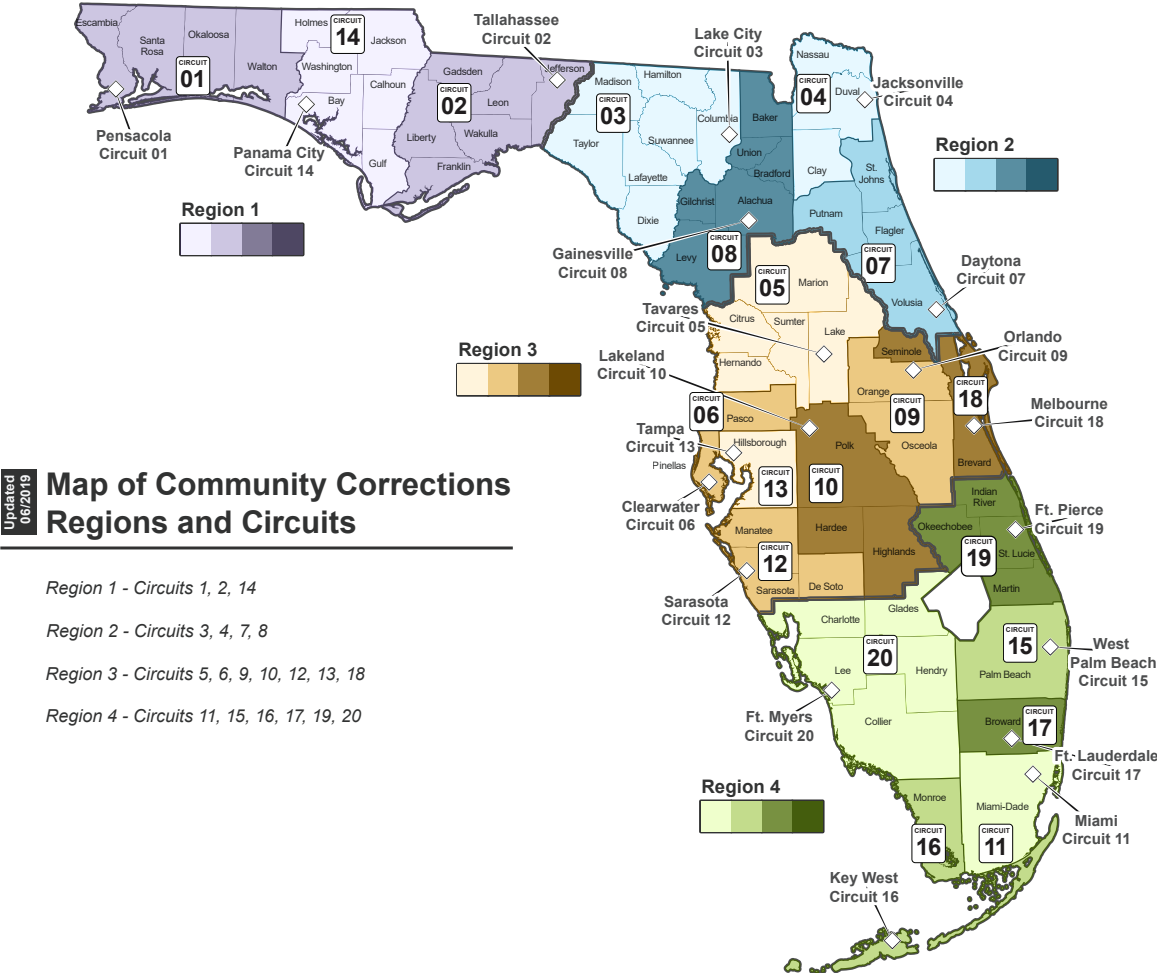 Escambia
Santa
Rosa
Okaloosa
Walton
Holmes
Jackson
Washington
Bay
Calhoun
Gulf
Gadsden
Leon
Liberty
Wakulla
Franklin
Jefferson
CIRCUIT
01
CIRCUIT
14
CIRCUIT
02
Pensacola
Circuit 01
Panama City
Circuit 14
Tallahassee
Circuit 02
Region 1
Lake City
Circuit 03
Jacksonville
Circuit 04
Madison
Hamilton
Taylor
Suwannee
Columbia
Lafayette
Dixie
CIRCUIT
03
Nassau
Duval
Clay
CIRCUIT
04
Baker
Union
Bradford
Gilchrist
Alachua
Levy
CIRCUIT
08
St.
Johns
Putnam
Flagler
Volusia
CIRCUIT
07
Region 2
Gainesville
Circuit 08
Daytona
Circuit 07
Marion
Citrus
Sumter
Lake
Hernando
CIRCUIT
05
Tavares
Circuit 05
Orlando
Circuit 09
Region 3
Lakeland
Circuit 10
Seminole
Orange
Osceola
CIRCUIT
09
CIRCUIT
18
Brevard
Melbourne
Circuit 18
CIRCUIT
06
Pasco
Pinellas
Tampa
Circuit 13
Hillsborough
CIRCUIT
13
Clearwater
Circuit 06
Polk
CIRCUIT
10
Hardee
Highlands
Manatee
Sarasota
De Soto
CIRCUIT
12
Sarasota
Circuit 12
Updated
06/2019
Map of Community Corrections
Regions and Circuits
Region 1 - Circuits 1, 2, 14
Region 2 - Circuits 3, 4, 7, 8
Region 3 - Circuits 5, 6, 9, 10, 12, 13, 18
Region 4 - Circuits 11, 15, 16, 17, 19, 20
Indian
River
Okeechobee
St. Lucie
Martin
CIRCUIT
19
Ft. Pierce
Circuit 19
Charlotte
Glades
Lee
Hendry
Collier
CIRCUIT
20
Ft. Myers
Circuit 20
CIRCUIT
15
Palm Beach
West
Palm Beach
Circuit 15
Broward
CIRCUIT
17
Ft. Lauderdale
Circuit 17
Region 4
Monroe
CIRCUIT
16
Miami-Dade
CIRCUIT
11
Miami
Circuit 11
Key West
Circuit 16